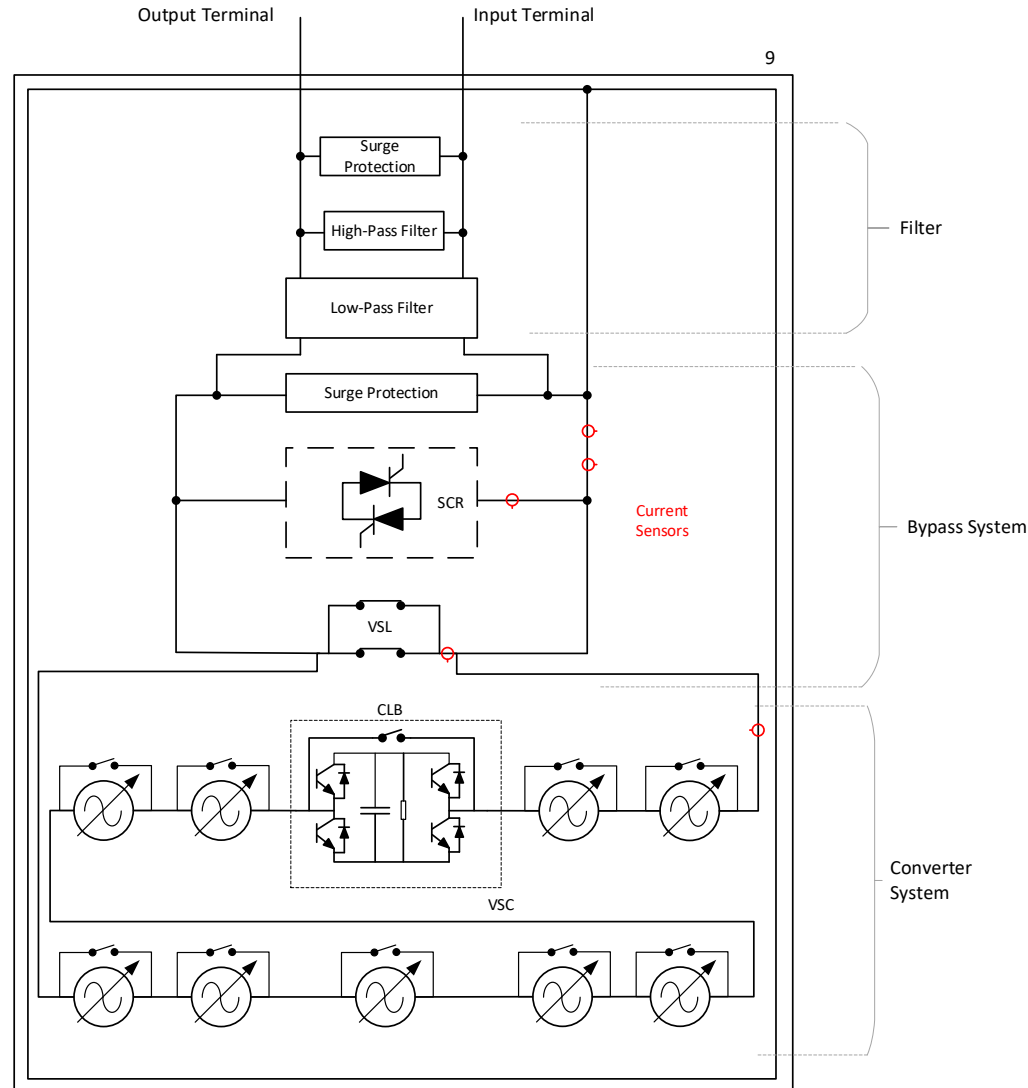 Output Terminal
Input Terminal
9
Surge
Protection
High-Pass Filter
Filter
Low-Pass Filter
Surge Protection
SCR
Current
Sensors
Bypass System
VSL
CLB
Converter
System
VSC